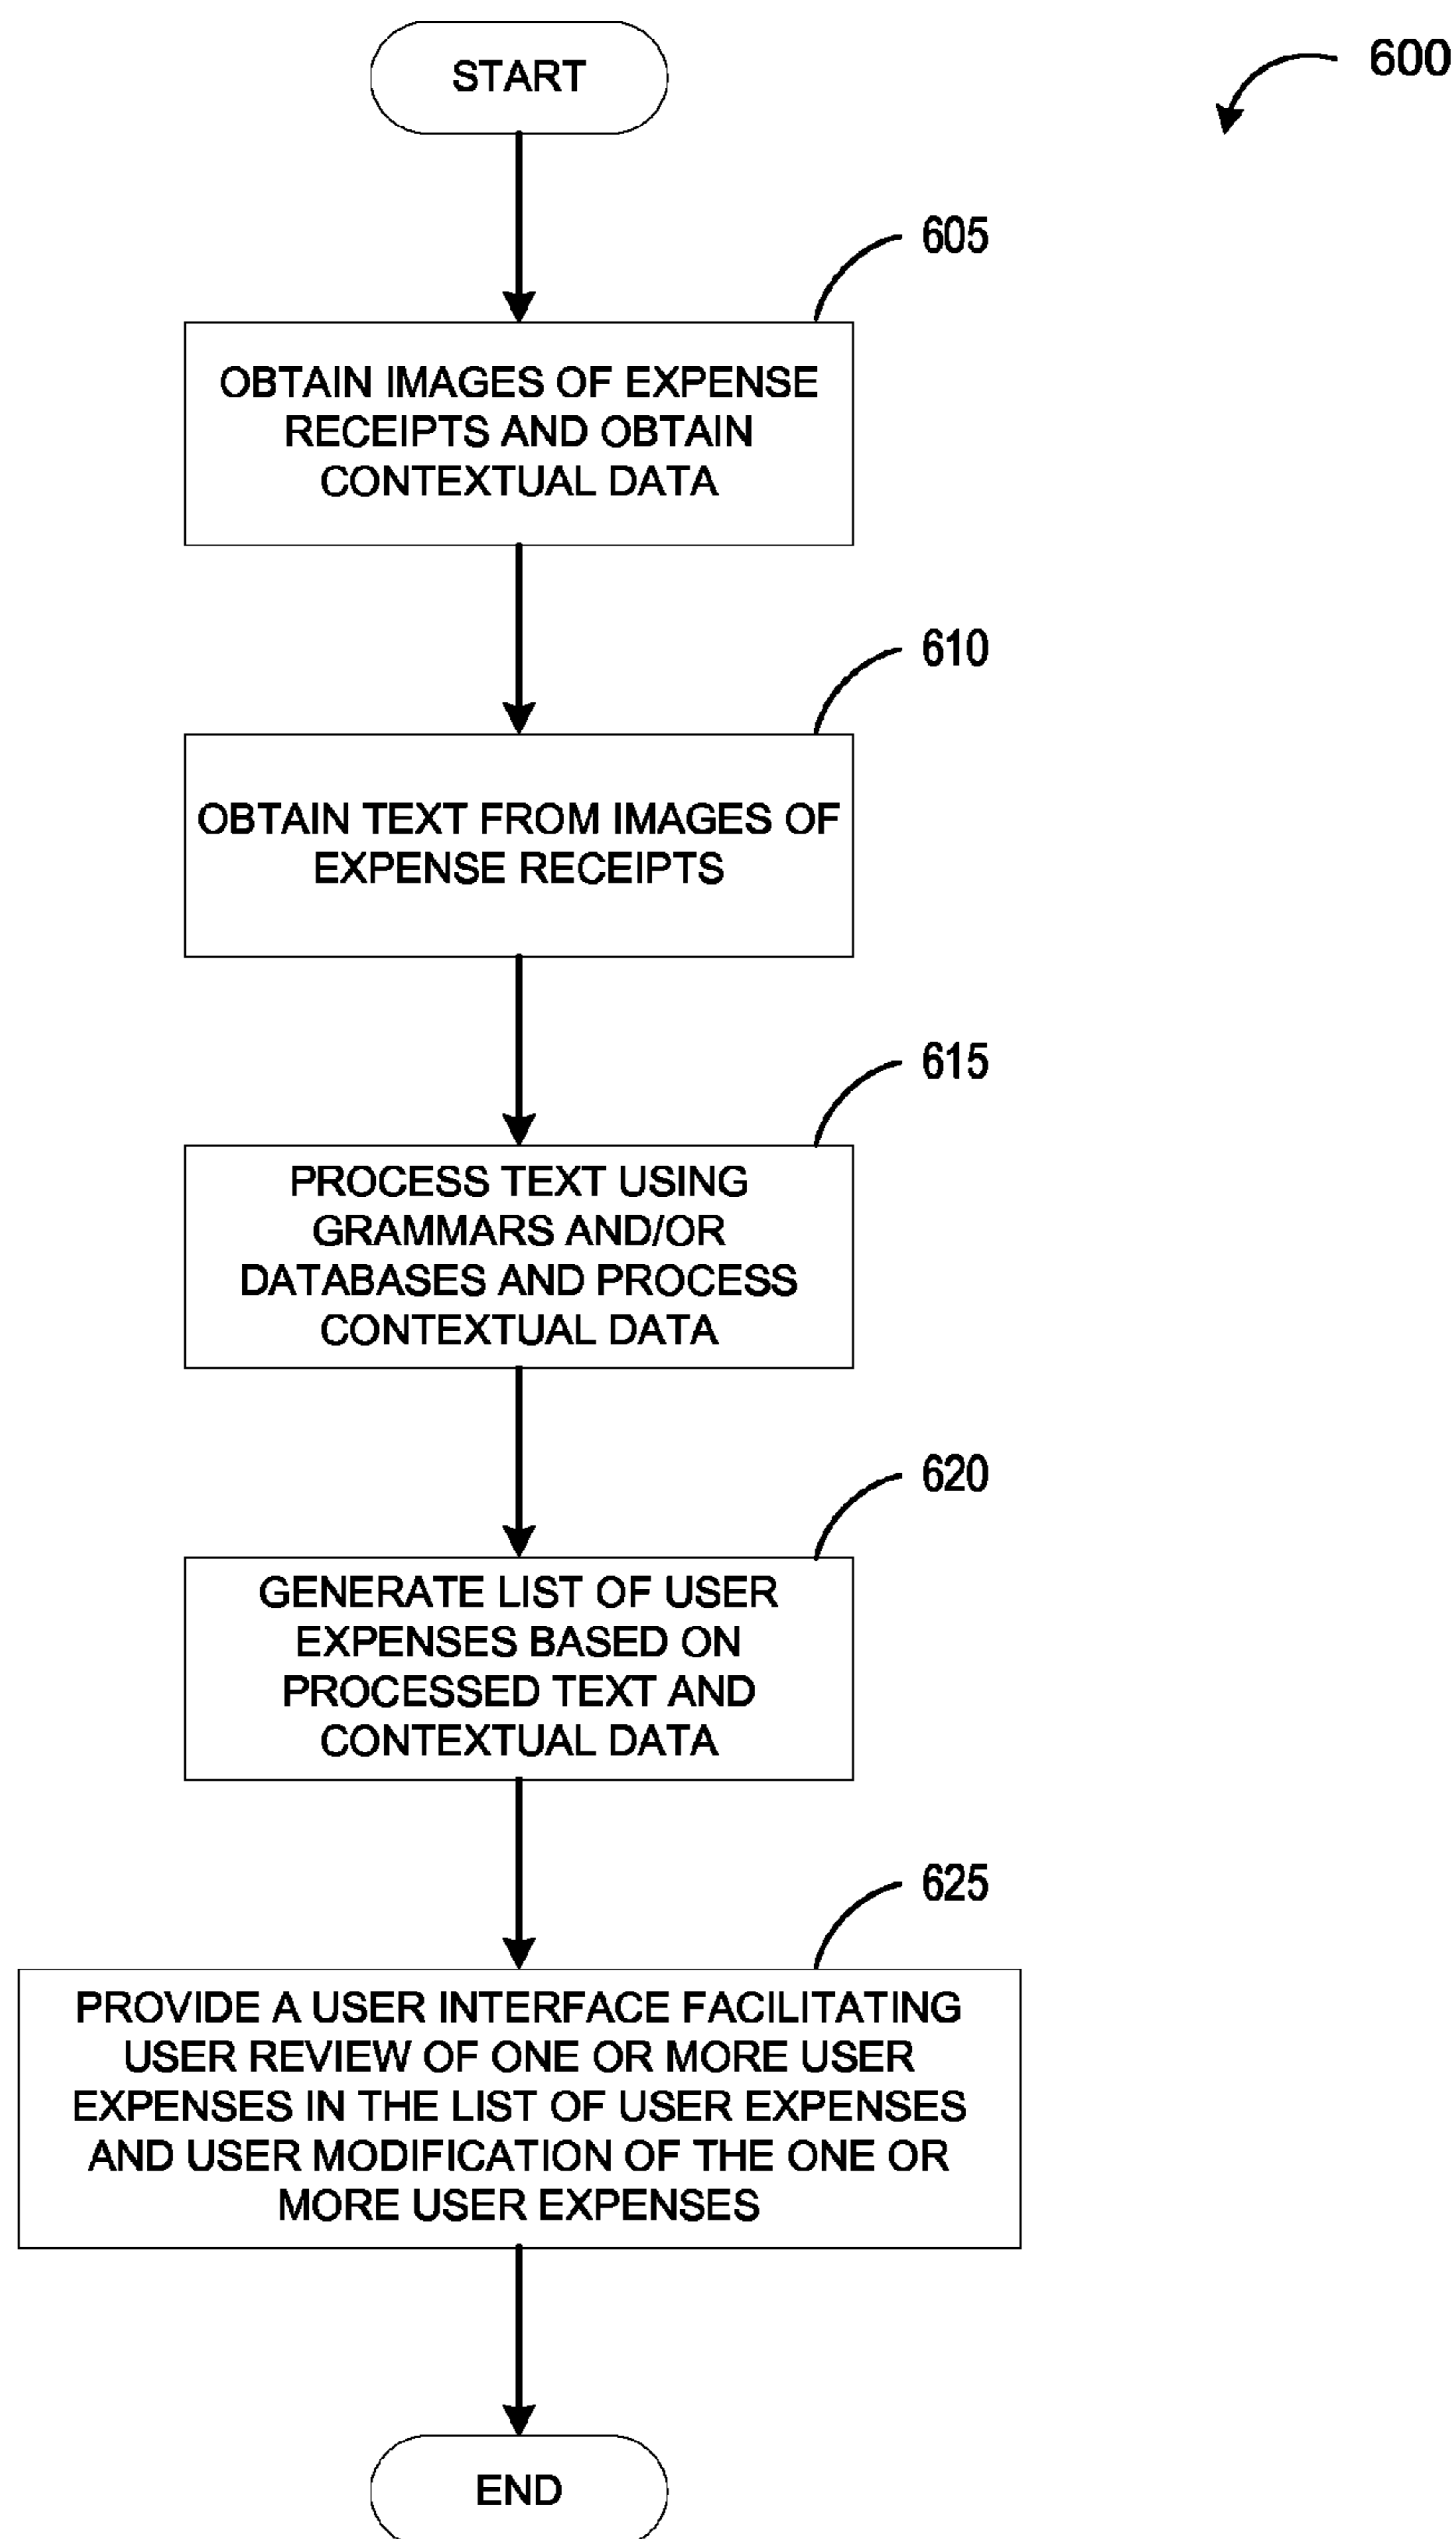 START
600
605
OBTAIN IMAGES OF EXPENSE
RECEIPTS AND OBTAIN
CONTEXTUAL DATA
610
OBTAIN TEXT FROM IMAGES OF
EXPENSE RECEIPTS
615
PROCESS TEXT USING
GRAMMARS AND/OR
DATABASES AND PROCESS
CONTEXTUAL DATA
620
GENERATE LIST OF USER
EXPENSES BASED ON
PROCESSED TEXT AND
CONTEXTUAL DATA
625
PROVIDE A USER INTERFACE FACILITATING
USER REVIEW OF ONE OR MORE USER
EXPENSES IN THE LIST OF USER EXPENSES
AND USER MODIFICATION OF THE ONE OR
MORE USER EXPENSES
END